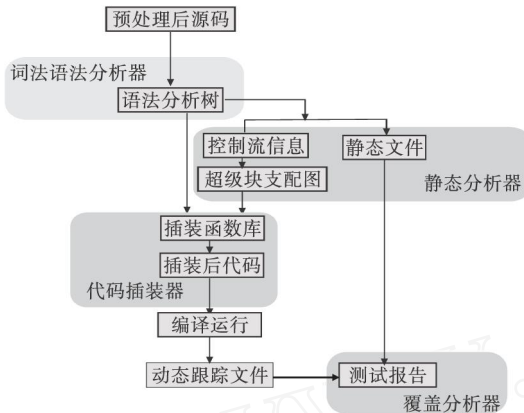 预处理后源码
词法语法分析器
语法分析树
控制流信息
静态文件
超级块支配图
静态分析器
插装函数库
插装后代码
代码插装器
编译运行
动态跟踪文件
测试报告
覆盖分析器